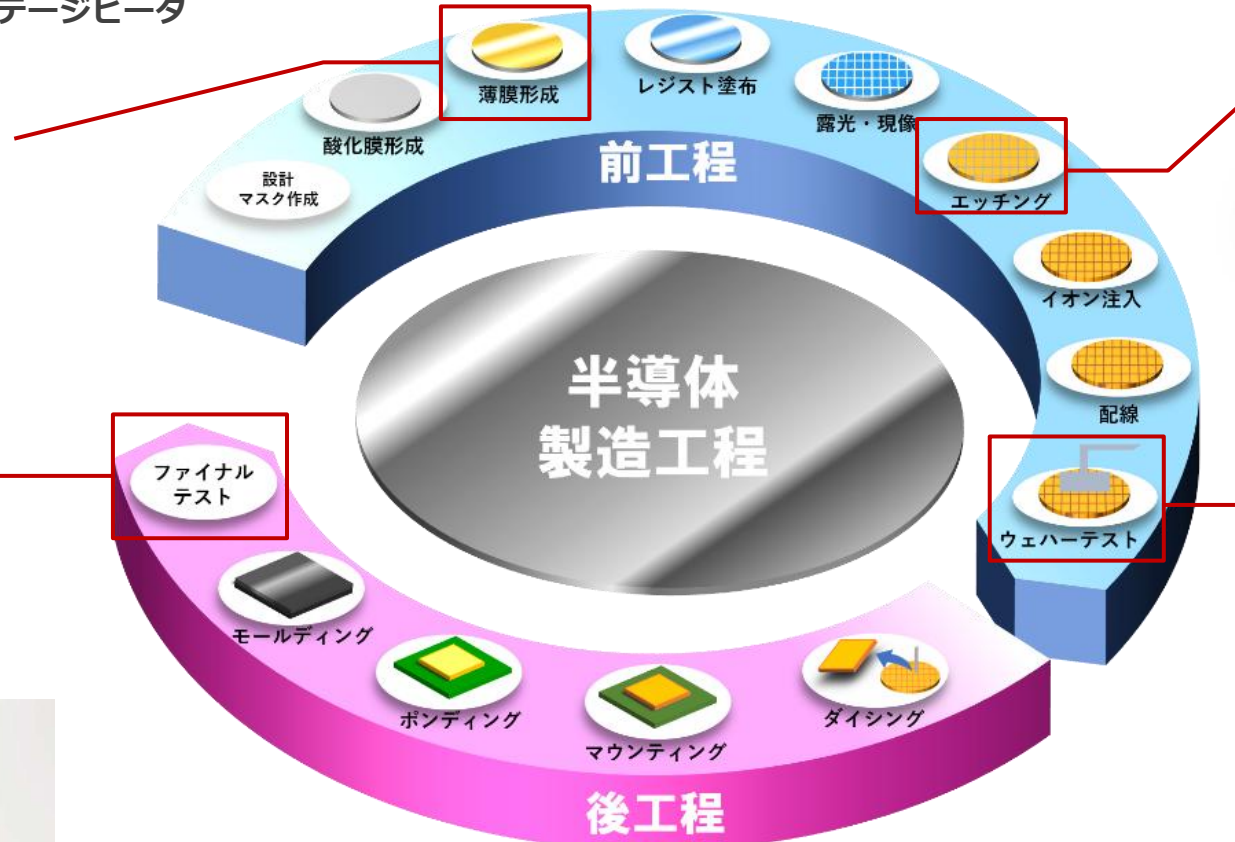 テージヒータ
薄膜形成
レジスト塗布
露光・現像
酸化膜形成
設計
マスク作成
前工程
エッチング
イオン注入
配線
ウェハーテスト
半導体
製造工程
ファイナル
テスト
モールディング
ポンディング
マウンティング
ダイシング
後工程